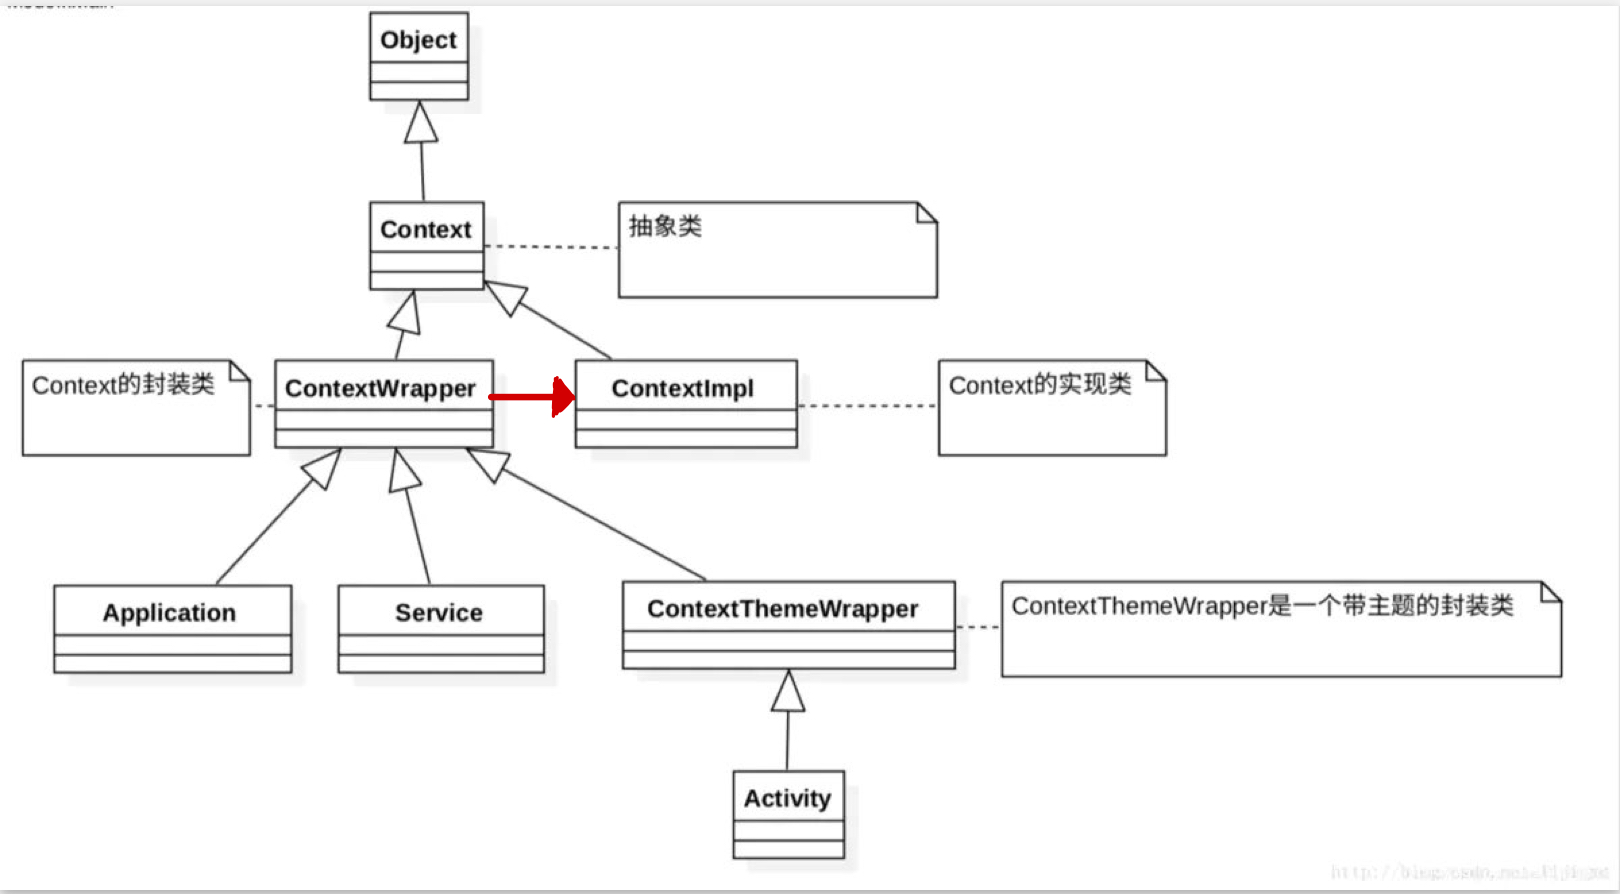 Object
Context
抽象类
Context的封装类
ContextWrapper
ContextImpl
Context的实现类
Application
Service
ContextThemeWrapper
ContextThemeWrapper是一个带主题的封装类
Activity